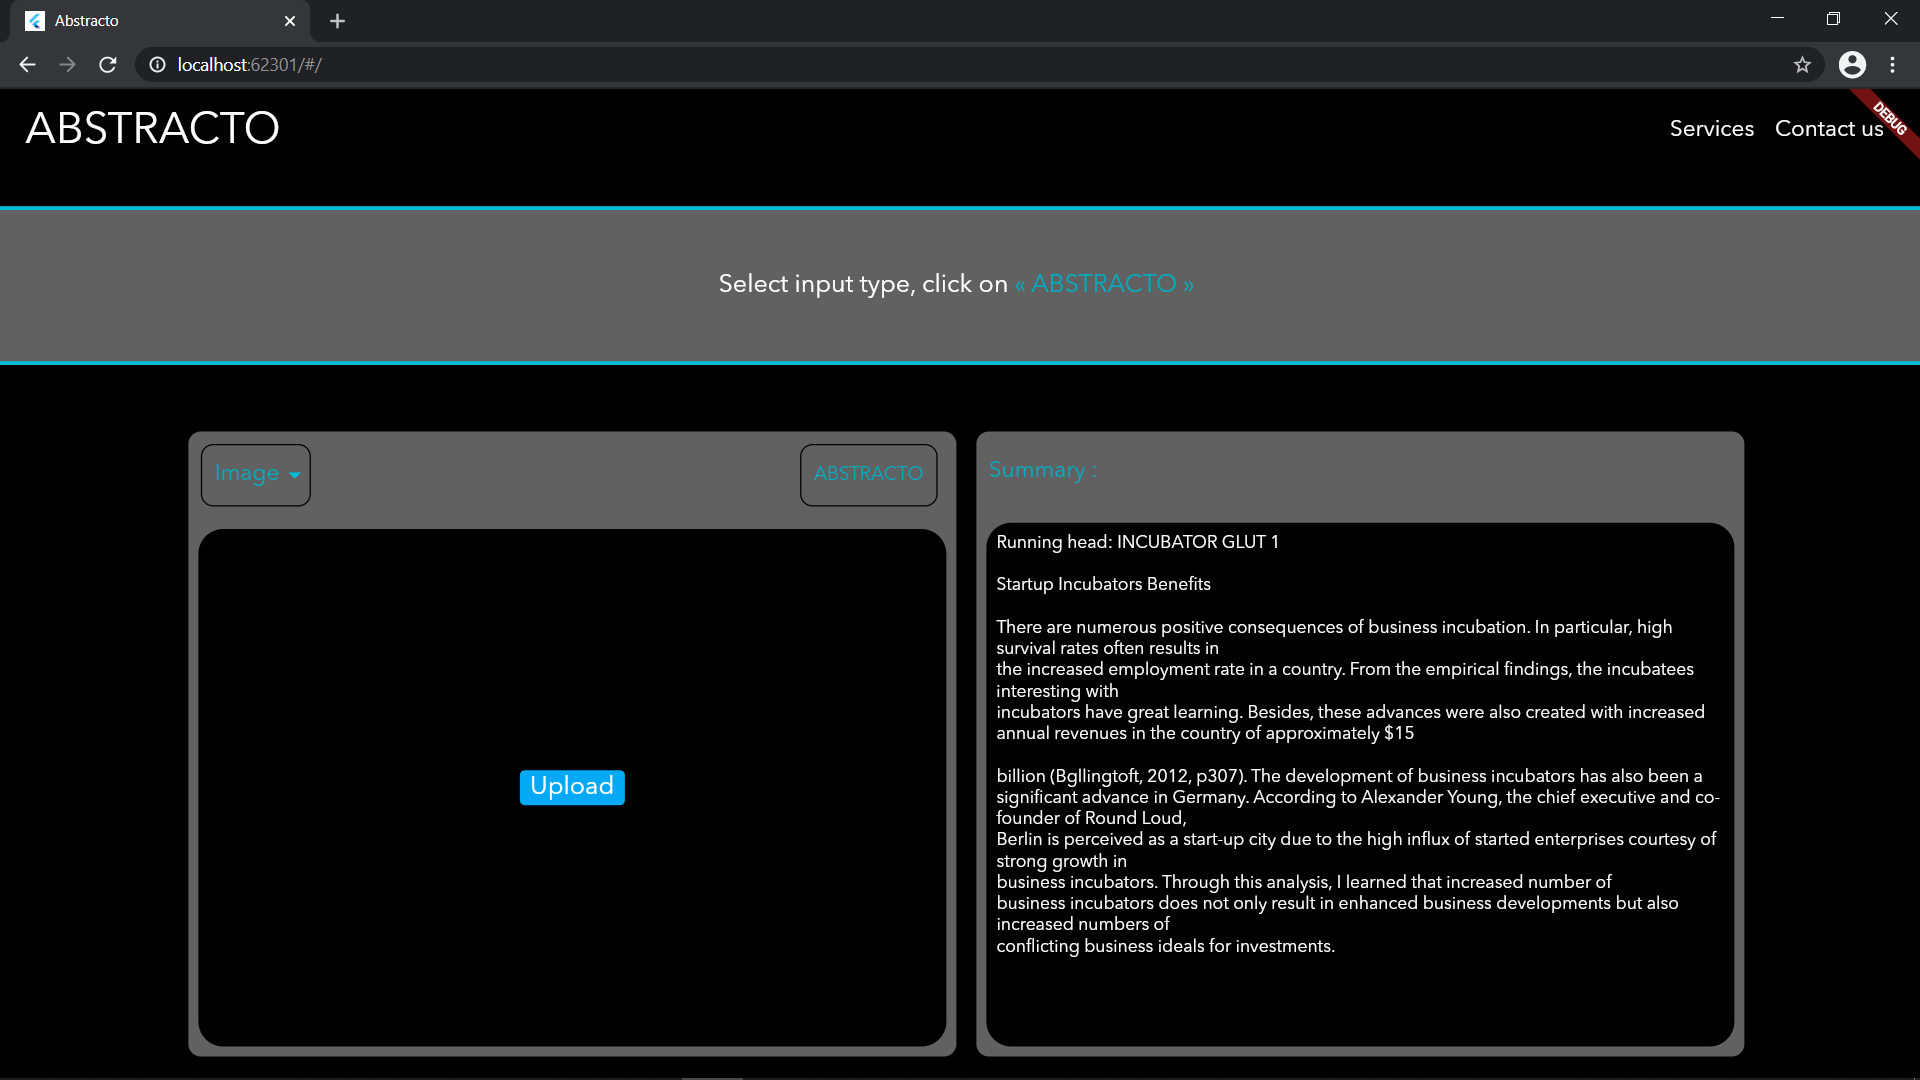 Abstracto
localhost:62301/#/
ABSTRACTO
Services Contact us
DEBUG
Select input type, click on « ABSTRACTO »
Image
ABSTRACTO
Upload
Summary :
Running head: INCUBATOR GLUT 1
Startup Incubators Benefits
There are numerous positive consequences of business incubation. In particular, high
survival rates often results in
the increased employment rate in a country. From the empirical findings, the incubatees
interesting with
incubators have great learning. Besides, these advances were also created with increased
annual revenues in the country of approximately $15
billion (Bgllingtoft, 2012, p307). The development of business incubators has also been a
significant advance in Germany. According to Alexander Young, the chief executive and co-
founder of Round Loud,
Berlin is perceived as a start-up city due to the high influx of started enterprises courtesy of
strong growth in
business incubators. Through this analysis, I learned that increased number of
business incubators does not only result in enhanced business developments but also
increased numbers of
conflicting business ideals for investments.